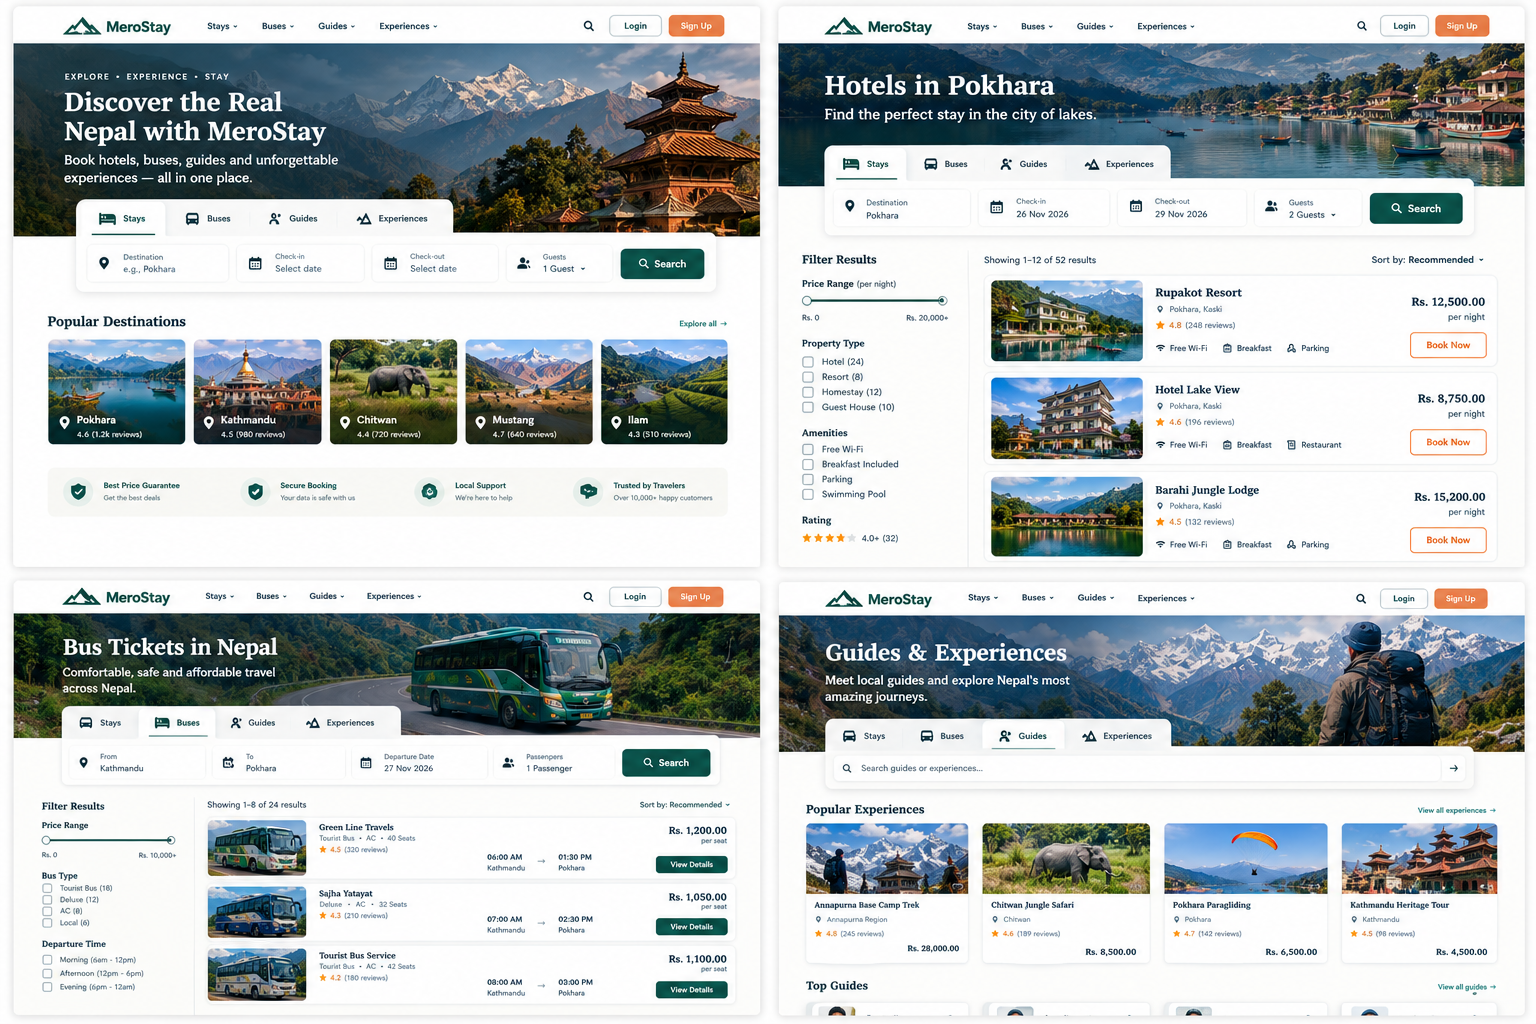 MeroStay
Stays
Buses
Guides
Experiences
Login
Sign Up
EXPLORE • EXPERIENCE • STAY
Discover the Real
Nepal with MeroStay
Book hotels, buses, guides and unforgettable
experiences — all in one place.
Stays
Buses
Guides
Experiences
Destination
e.g., Pokhara
Check-in
Select date
Check-out
Select date
Guests
1 Guest
Search
Popular Destinations
Explore all →
Pokhara
4.6 (1.2k reviews)
Kathmandu
4.5 (980 reviews)
Chitwan
4.4 (720 reviews)
Mustang
4.7 (640 reviews)
Ilam
4.3 (510 reviews)
Best Price Guarantee
Get the best deals
Secure Booking
Your data is safe with us
Local Support
We're here to help
Trusted by Travelers
Over 10,000+ happy customers
MeroStay
Stays
Buses
Guides
Experiences
Login
Sign Up
Hotels in Pokhara
Find the perfect stay in the city of lakes.
Stays
Buses
Guides
Experiences
Destination
Pokhara
Check-in
26 Nov 2026
Check-out
29 Nov 2026
Guests
2 Guests
Search
Filter Results
Price Range (per night)
Rs. 0
Rs. 20,000+
Property Type
Hotel (24)
Resort (8)
Homestay (12)
Guest House (10)
Amenities
Free Wi-Fi
Breakfast Included
Parking
Swimming Pool
Rating
4.0+ (32)
Showing 1–12 of 52 results
Sort by: Recommended
Rupakot Resort
Pokhara, Kaski
4.8 (248 reviews)
Free Wi-Fi
Breakfast
Parking
Rs. 12,500.00
per night
Book Now
Hotel Lake View
Pokhara, Kaski
4.6 (196 reviews)
Free Wi-Fi
Breakfast
Restaurant
Rs. 8,750.00
per night
Book Now
Barahi Jungle Lodge
Pokhara, Kaski
4.5 (132 reviews)
Free Wi-Fi
Breakfast
Parking
Rs. 15,200.00
per night
Book Now
MeroStay
Stays
Buses
Guides
Experiences
Login
Sign Up
Bus Tickets in Nepal
Comfortable, safe and affordable travel
across Nepal.
Stays
Buses
Guides
Experiences
From
Kathmandu
To
Pokhara
Departure Date
27 Nov 2026
Passenpers
1 Passenger
Search
Filter Results
Price Range
Rs. 0
Rs. 10,000+
Bus Type
Tourist Bus (18)
Deluxe (12)
AC (8)
Local (6)
Departure Time
Morning (6am - 12pm)
Afternoon (12pm - 6pm)
Evening (6pm - 12am)
Showing 1–8 of 24 results
Sort by: Recommended
Green Line Travels
Tourist Bus • AC • 40 Seats
4.5 (320 reviews)
06:00 AM → 01:30 PM
Kathmandu
Pokhara
Rs. 1,200.00
per seat
View Details
Sajha Yatayat
Deluxe • AC • 32 Seats
4.3 (210 reviews)
07:00 AM → 02:30 PM
Kathmandu
Pokhara
Rs. 1,050.00
per seat
View Details
Tourist Bus Service
Tourist Bus • AC • 42 Seats
4.2 (180 reviews)
08:00 AM → 03:00 PM
Kathmandu
Pokhara
Rs. 1,100.00
per seat
View Details
MeroStay
Stays
Buses
Guides
Experiences
Login
Sign Up
Guides & Experiences
Meet local guides and explore Nepal's most
amazing journeys.
Stays
Buses
Guides
Experiences
Search guides or experiences...
Popular Experiences
View all experiences →
Annapurna Base Camp Trek
Annapurna Region
4.8 (245 reviews)
Rs. 28,000.00
Chitwan Jungle Safari
Chitwan
4.6 (189 reviews)
Rs. 8,500.00
Pokhara Paragliding
Pokhara
4.7 (142 reviews)
Rs. 6,500.00
Kathmandu Heritage Tour
Kathmandu
4.5 (98 reviews)
Rs. 4,500.00
Top Guides
View all guides →